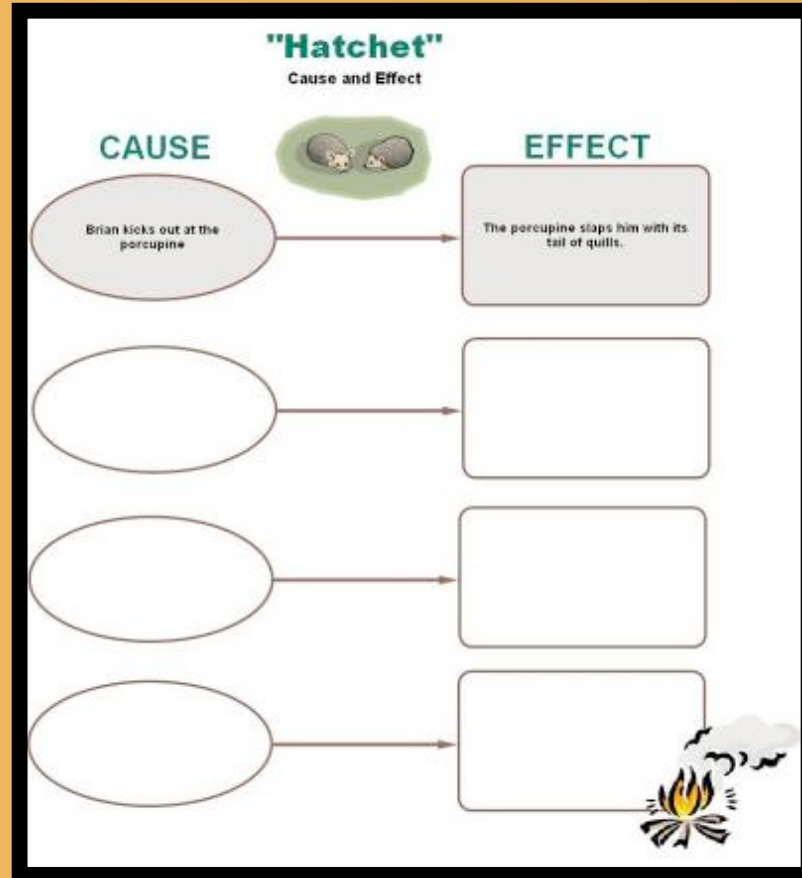 "Hatchet"
Cause and Effect
CAUSE
EFFECT
Brian kicks out at the
porcupine
The porcupine slaps him with its
tail of quills.